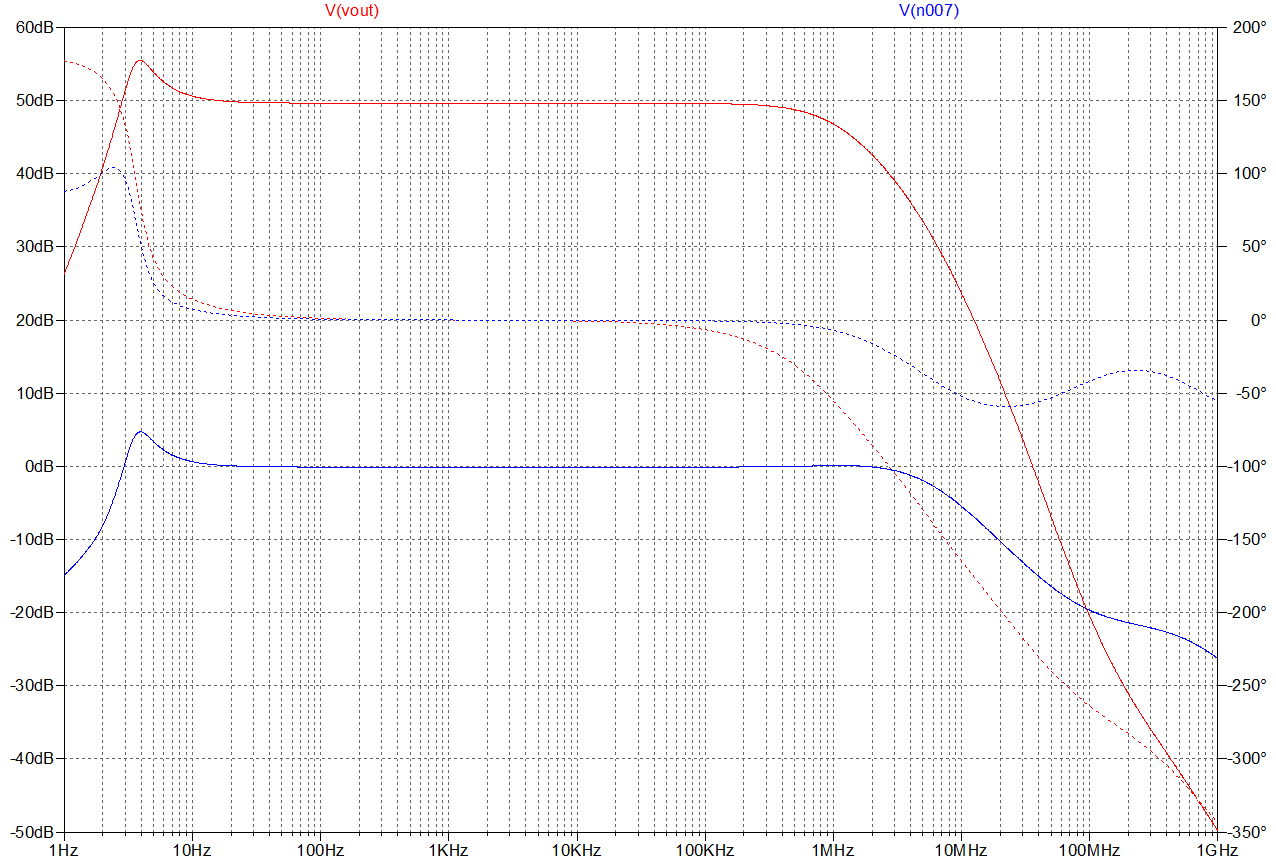 V(vout) V(n007)
60dB 200°
50dB 150°
40dB 100°
30dB 50°
20dB 0°
10dB -50°
0dB -100°
-10dB -150°
-20dB -200°
-30dB -250°
-40dB -300°
-50dB -350°
1Hz 10Hz 100Hz 1KHz 10KHz 100KHz 1MHz 10MHz 100MHz 1GHz